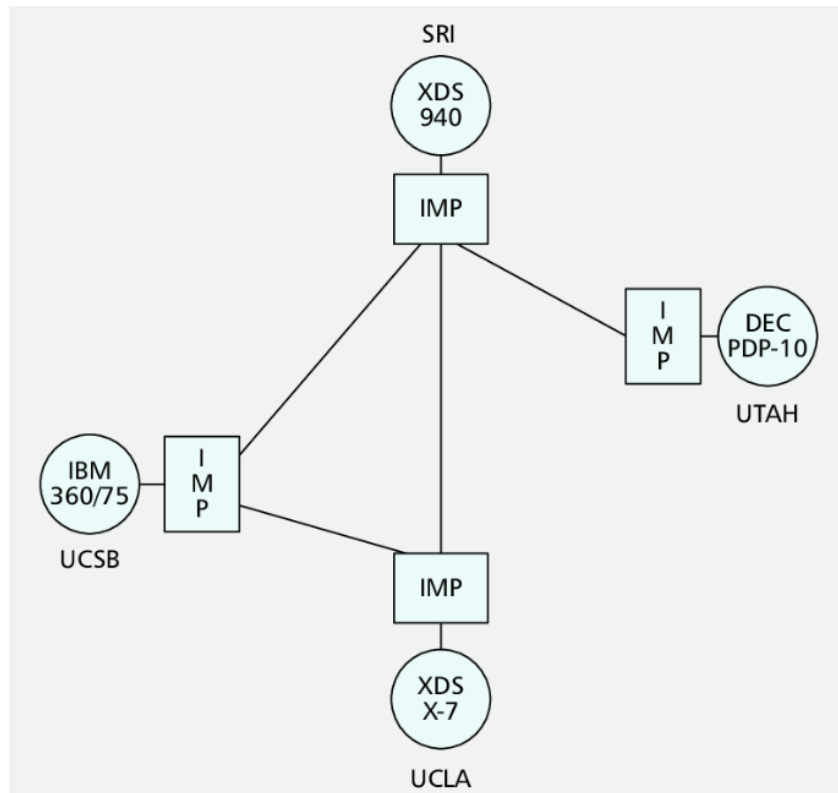 SRI
XDS
940
IMP
I
M
P
DEC
PDP-10
UTAH
IBM
360/75
I
M
P
UCSB
IMP
XDS
X-7
UCLA